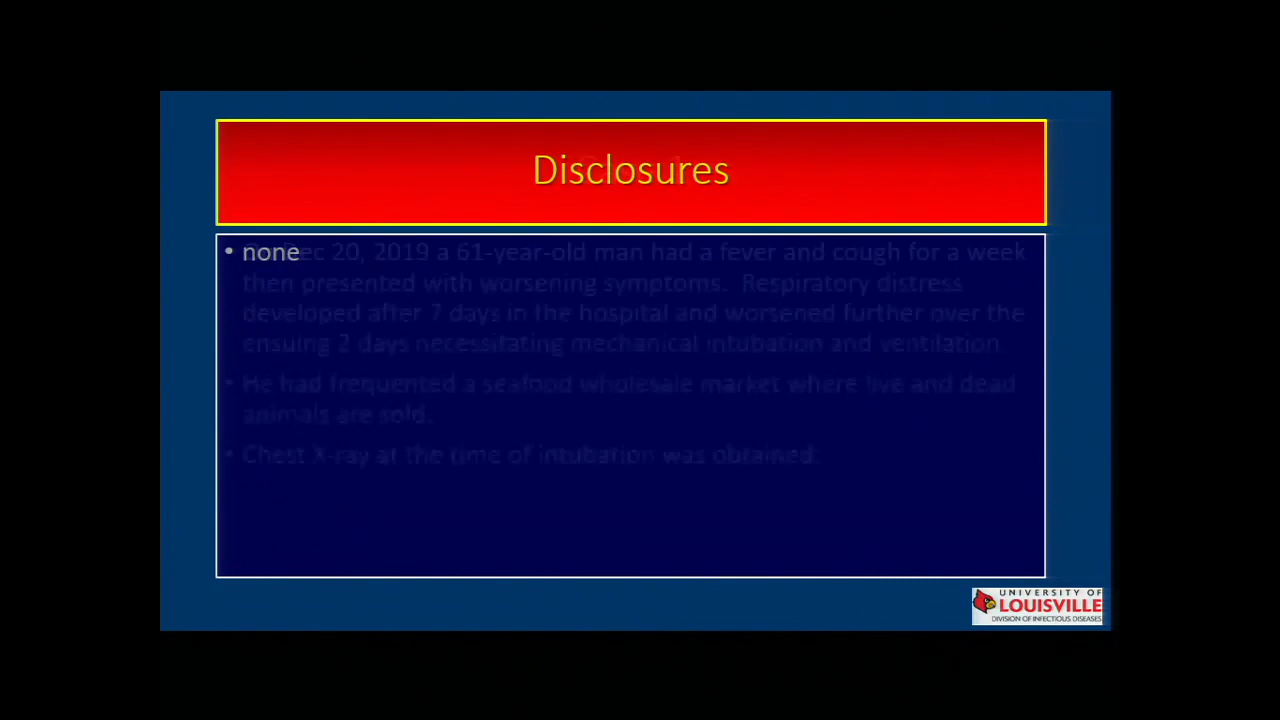 Disclosures
• none
Dec 20, 2019 a 61-year-old man had a fever and cough for a week
then presented with worsening symptoms. Respiratory distress
developed after 7 days in the hospital and worsened further over the
ensuing 2 days necessitating mechanical intubation and ventilation
• He had frequented a seafood wholesale market where live and dead
animals are sold.
• Chest X-ray at the time of intubation was obtained.
UNIVERSITY OF
LOUISVILLE
DIVISION OF INFECTIOUS DISEASES